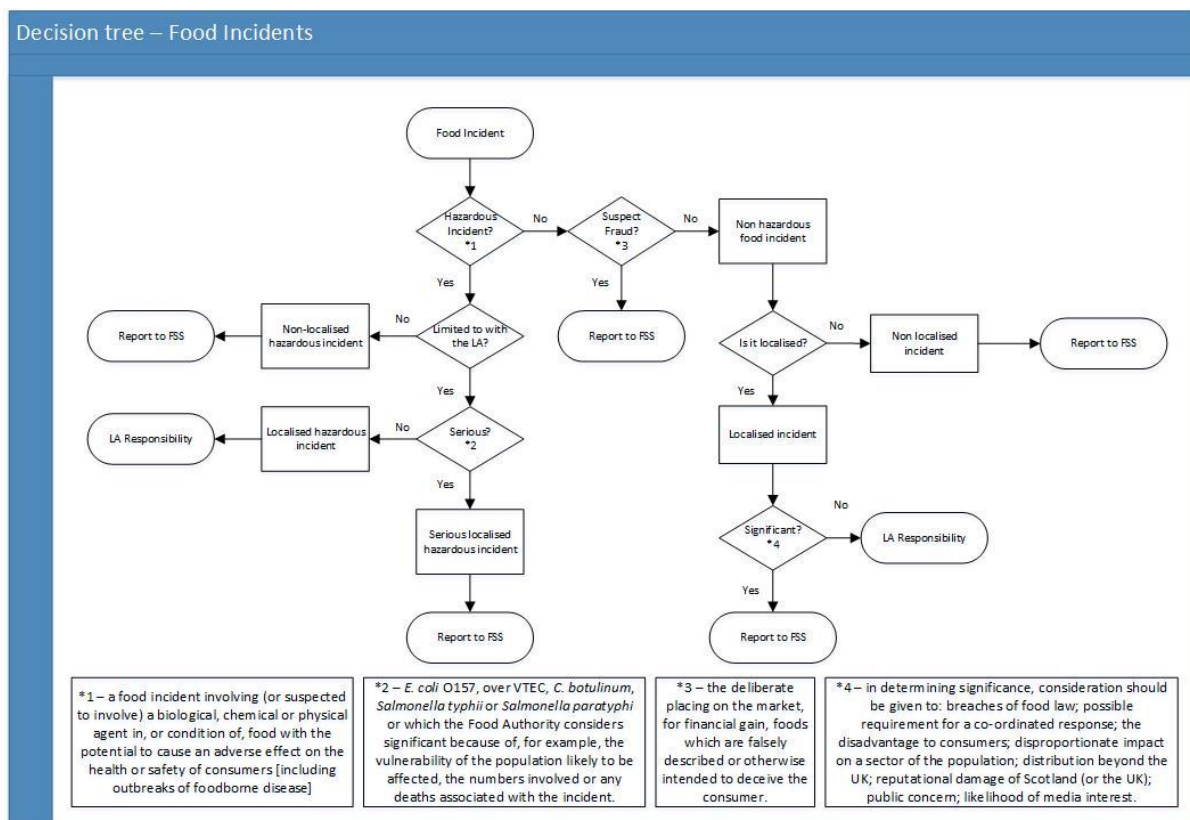 Decision tree – Food Incidents
Food Incident
Hazardous
Incident?
*1
No
Suspect
Fraud?
*3
No
Non hazardous
food incident
Yes
Yes
Report to FSS
Non-localised
hazardous incident
No
Limited to with
the LA?
Report to FSS
Is it localised?
No
Non localised
incident
Report to FSS
Yes
Yes
LA Responsibility
Localised hazardous
incident
No
Serious?
*2
Localised incident
Yes
Serious localised
hazardous incident
Significant?
*4
No
LA Responsibility
Yes
Report to FSS
Report to FSS
*1 – a food incident involving (or suspected
to involve) a biological, chemical or physical
agent in, or condition of, food with the
potential to cause an adverse effect on the
health or safety of consumers [including
outbreaks of foodborne disease]
*2 – E. coli O157, over VTEC, C. botulinum,
Salmonella typhii or Salmonella paratyphi
or which the Food Authority considers
significant because of, for example, the
vulnerability of the population likely to be
affected, the numbers involved or any
deaths associated with the incident.
*3 – the deliberate
placing on the market,
for financial gain, foods
which are falsely
described or otherwise
intended to deceive the
consumer.
*4 – in determining significance, consideration should
be given to: breaches of food law; possible
requirement for a co-ordinated response; the
disadvantage to consumers; disproportionate impact
on a sector of the population; distribution beyond the
UK; reputational damage of Scotland (or the UK);
public concern; likelihood of media interest.